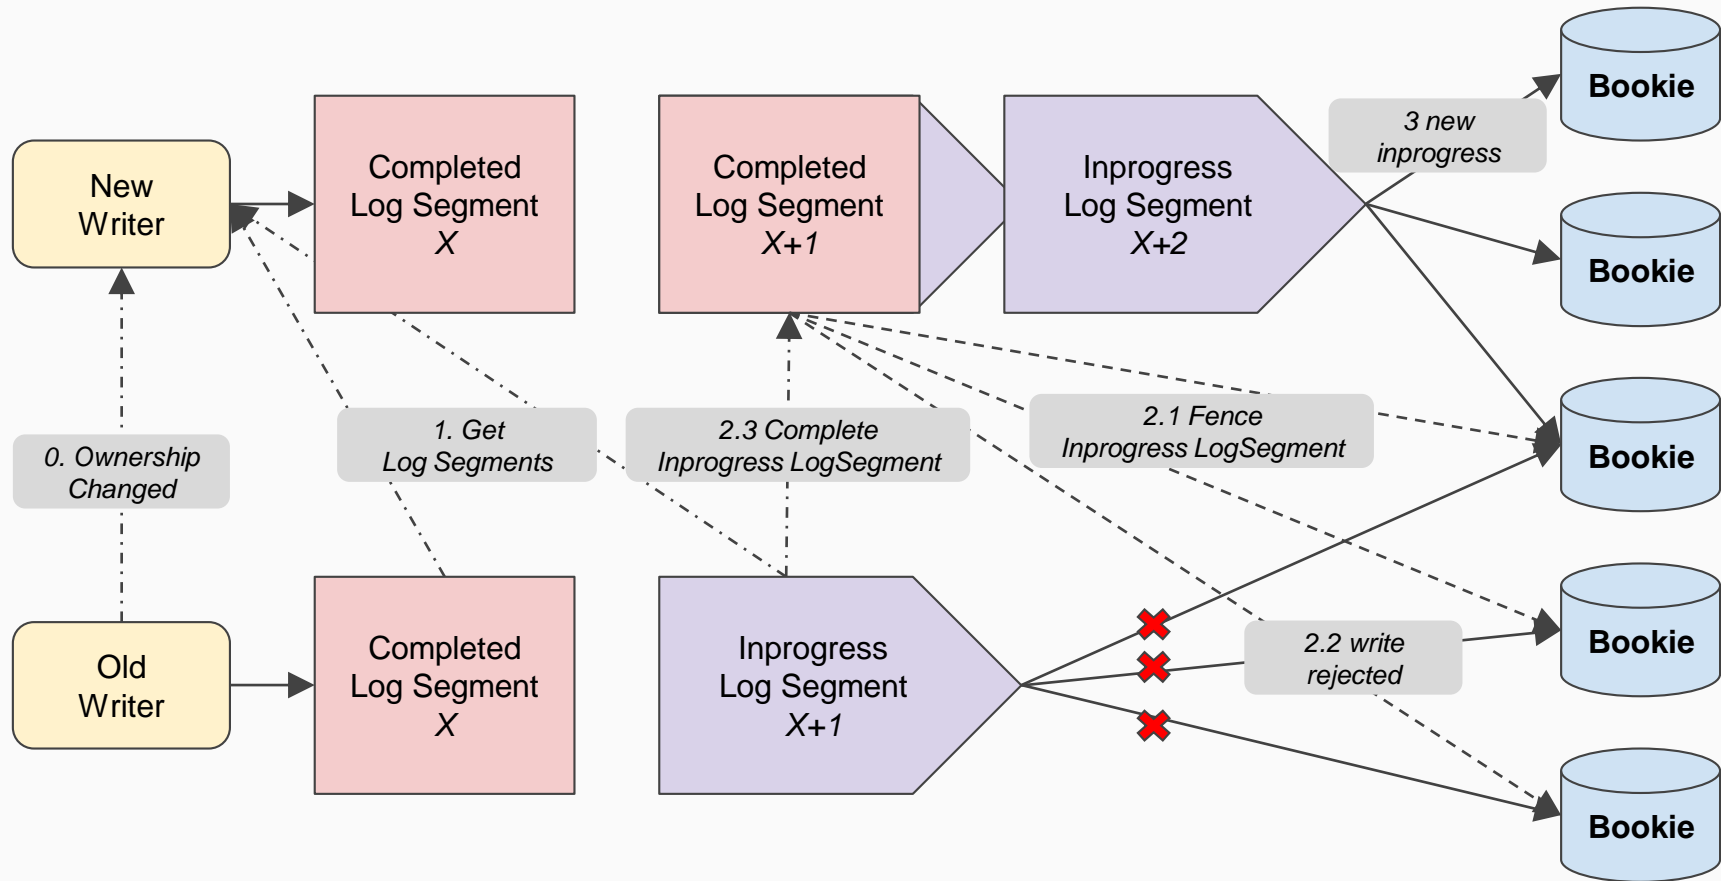 New
Writer
Completed
Log Segment
X
Completed
Log Segment
X+1
Inprogress
Log Segment
X+2
3 new
inprogress
Bookie
Bookie
Bookie
0. Ownership
Changed
1. Get
Log Segments
2.3 Complete
Inprogress LogSegment
2.1 Fence
Inprogress LogSegment
Old
Writer
Completed
Log Segment
X
Inprogress
Log Segment
X+1
2.2 write
rejected
Bookie
Bookie